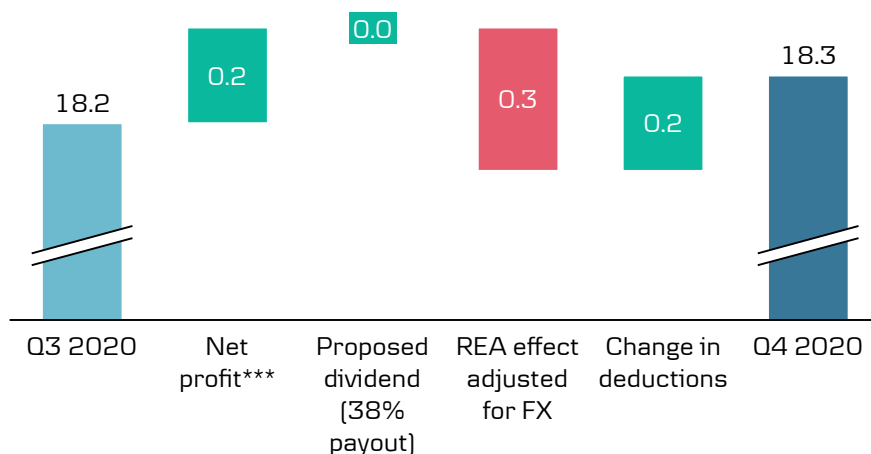 0.0
18.3
0.2
0.3
18.2
0.2
Q3 2020
Net
profit***
Proposed
dividend
(38%
payout)
REA effect
adjusted
for FX
Change in
deductions
Q4 2020